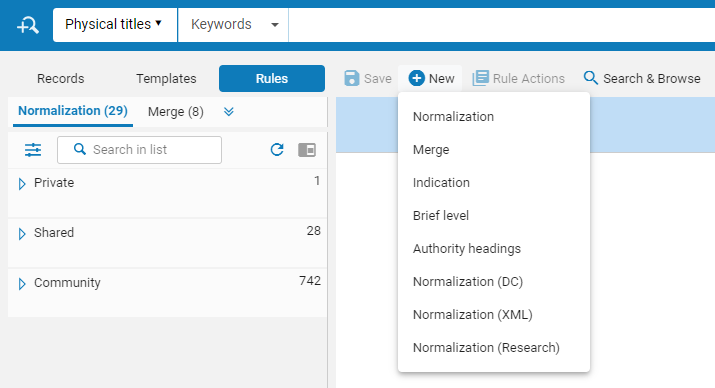 Physical titles ▾ Keywords
Records Templates Rules Save New Rule Actions Search & Browse
Normalization (29) Merge (8)
Search in list
Private 1
Shared 28
Community 742
Normalization
Merge
Indication
Brief level
Authority headings
Normalization (DC)
Normalization (XML)
Normalization (Research)